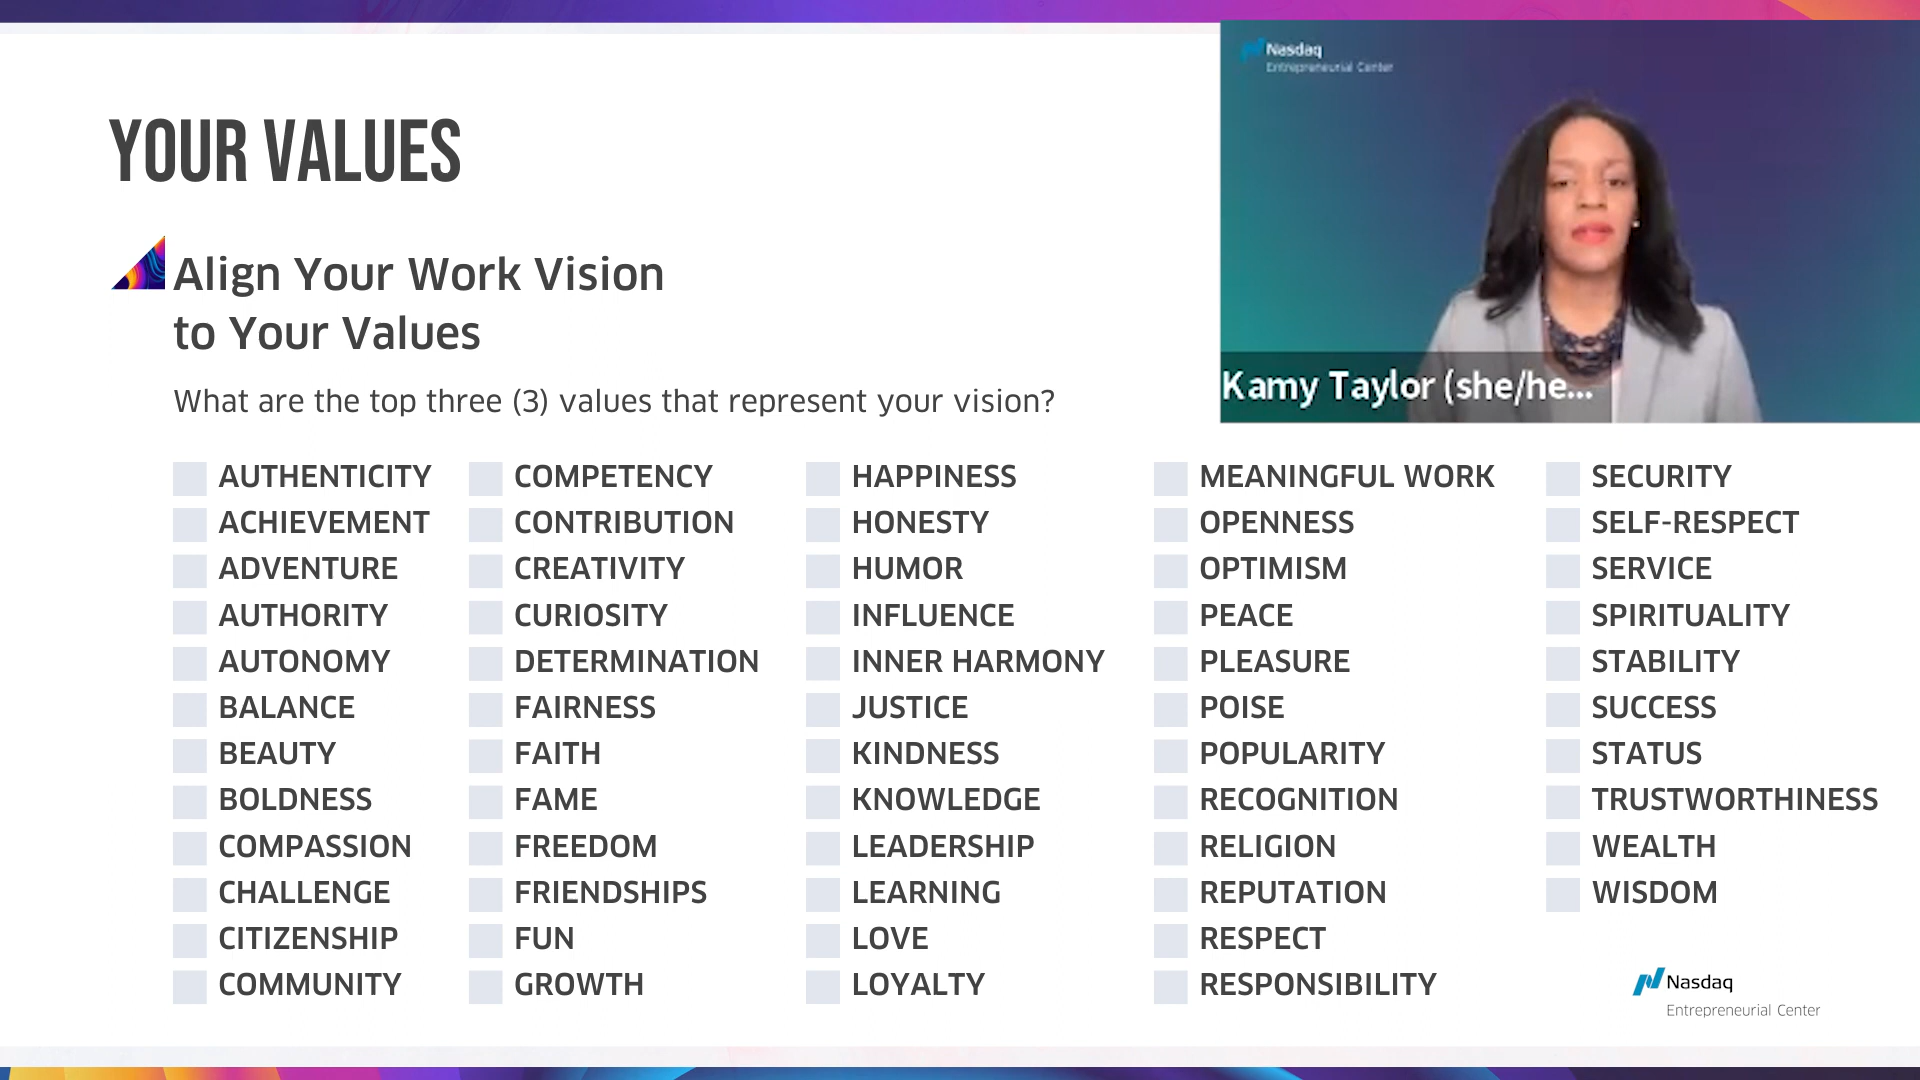 Nasdaq
Entrepreneurial Center
YOUR VALUES
Align Your Work Vision
to Your Values
What are the top three (3) values that represent your vision?
Kamy Taylor (she/he...
AUTHENTICITY
ACHIEVEMENT
ADVENTURE
AUTHORITY
AUTONOMY
BALANCE
BEAUTY
BOLDNESS
COMPASSION
CHALLENGE
CITIZENSHIP
COMMUNITY
COMPETENCY
CONTRIBUTION
CREATIVITY
CURIOSITY
DETERMINATION
FAIRNESS
FAITH
FAME
FREEDOM
FRIENDSHIPS
FUN
GROWTH
HAPPINESS
HONESTY
HUMOR
INFLUENCE
INNER HARMONY
JUSTICE
KINDNESS
KNOWLEDGE
LEADERSHIP
LEARNING
LOVE
LOYALTY
MEANINGFUL WORK
OPENNESS
OPTIMISM
PEACE
PLEASURE
POISE
POPULARITY
RECOGNITION
RELIGION
REPUTATION
RESPECT
RESPONSIBILITY
SECURITY
SELF-RESPECT
SERVICE
SPIRITUALITY
STABILITY
SUCCESS
STATUS
TRUSTWORTHINESS
WEALTH
WISDOM
Nasdaq
Entrepreneurial Center